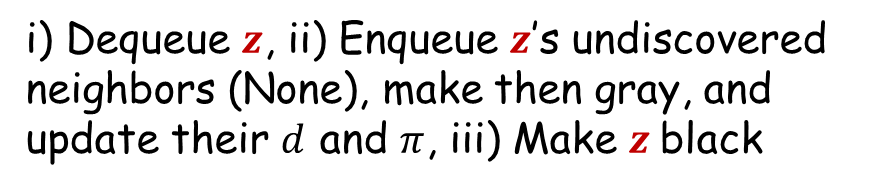 i) Dequeue z, ii) Enqueue z's undiscovered
neighbors (None), make then gray, and
update their d and π, iii) Make z black